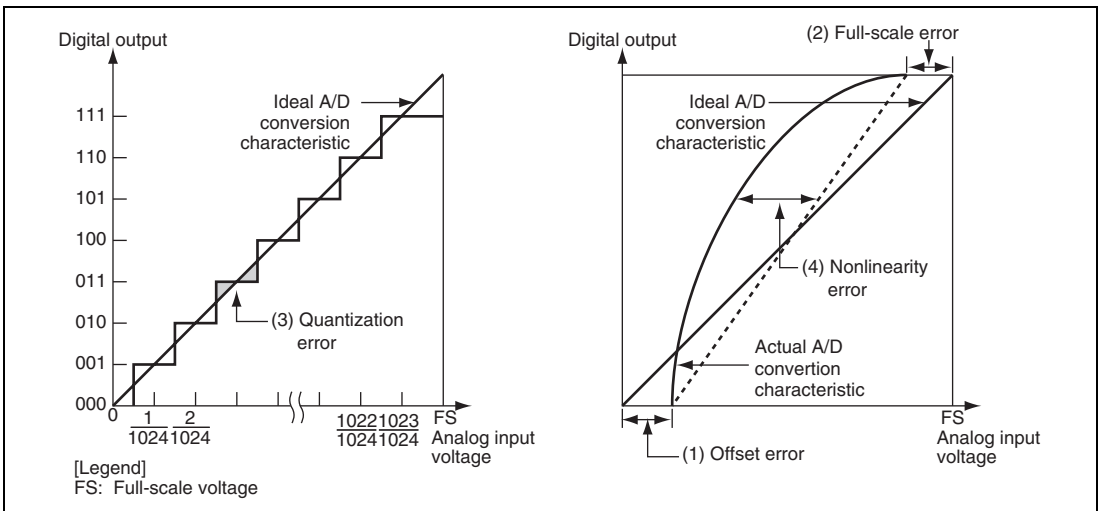 Digital output
Ideal A/D
conversion
characteristic
111
110
101
100
011
010
001
000
(3) Quantization
error
0
1
1024
2
1024
1022
1024
1023
1024
FS
Analog input
voltage
[Legend]
FS: Full-scale voltage
Digital output
(2) Full-scale error
Ideal A/D
conversion
characteristic
(4) Nonlinearity
error
Actual A/D
convertion
characteristic
FS
Analog input
voltage
(1) Offset error